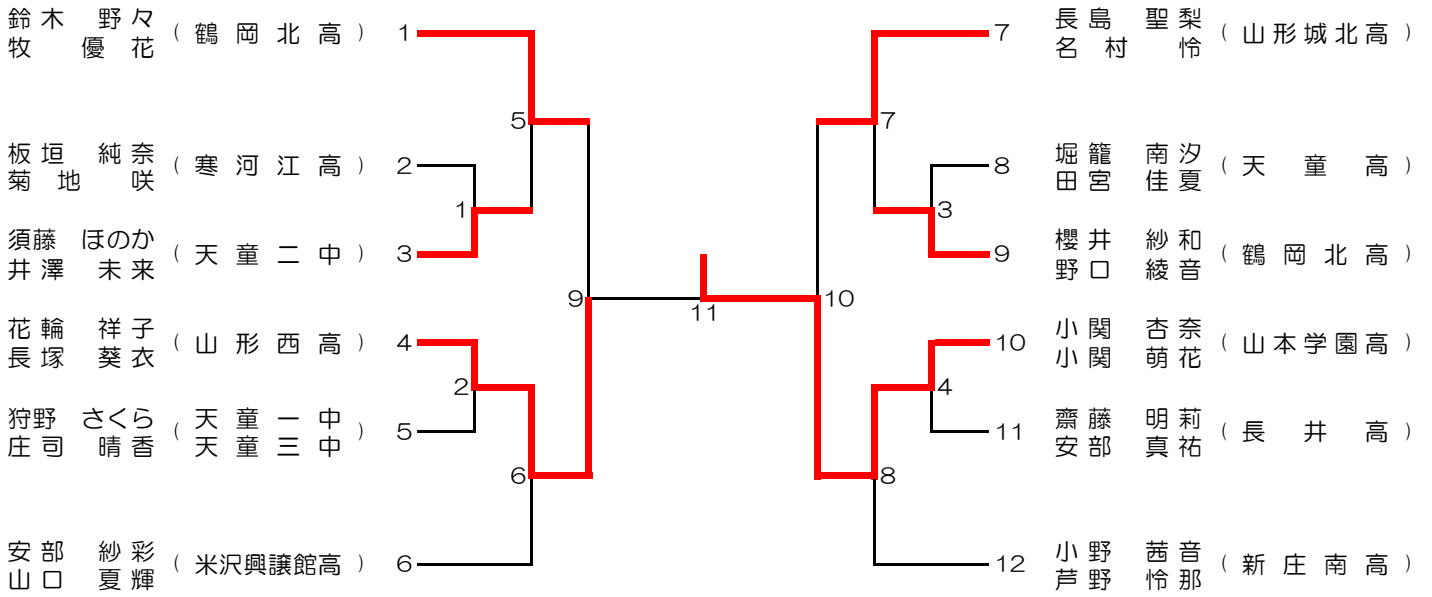 鈴木 野々
牧 優花
(鶴岡北高)
1
板垣 純奈
菊地 咲
(寒河江高)
2
須藤 ほのか
井澤 未来
(天童二中)
3
花輪 祥子
長塚 葵衣
(山形西高)
4
狩野 さくら
庄司 晴香
(天童一中
天童三中)
5
安部 紗彩
山口 夏輝
(米沢興譲館高)
6
5
1
2
6
9
11
10
7
3
4
8
7
長島 聖梨
名村 怜
(山形城北高)
8
堀籠 南汐
田宮 佳夏
(天童高)
9
櫻井 紗和
野口 綾音
(鶴岡北高)
10
小関 杏奈
小関 萌花
(山本学園高)
11
齋藤 明莉
安部 真祐
(長井高)
12
小野 茜音
芦野 怜那
(新庄南高)